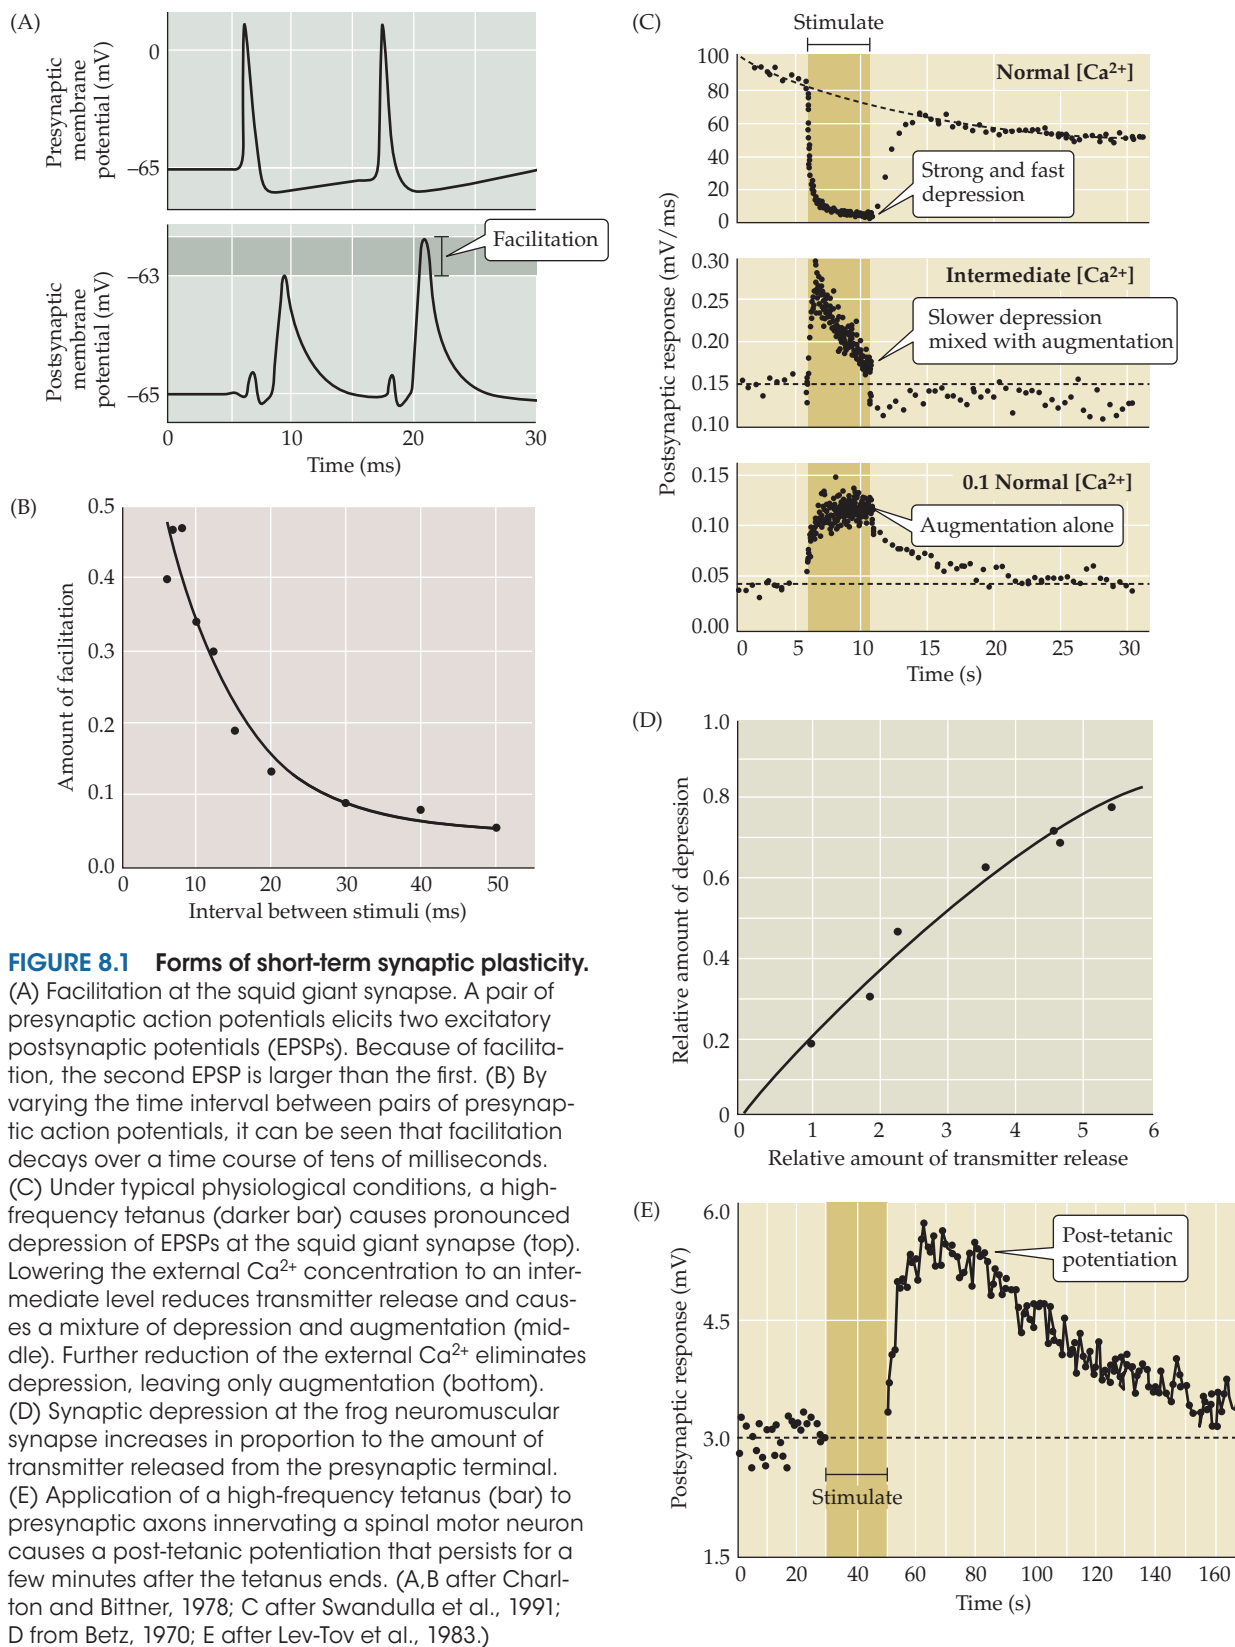 (A)
Presynaptic
membrane
potential (mV)
0
–65
Postsynaptic
membrane
potential (mV)
–63
–65
Facilitation
0
10
20
30
Time (ms)
(B)
Amount of facilitation
0.5
0.4
0.3
0.2
0.1
0.0
0
10
20
30
40
50
Interval between stimuli (ms)
FIGURE 8.1 Forms of short-term synaptic plasticity.
(A) Facilitation at the squid giant synapse. A pair of
presynaptic action potentials elicits two excitatory
postsynaptic potentials (EPSPs). Because of facilita-
tion, the second EPSP is larger than the first. (B) By
varying the time interval between pairs of presynap-
tic action potentials, it can be seen that facilitation
decays over a time course of tens of milliseconds.
(C) Under typical physiological conditions, a high-
frequency tetanus (darker bar) causes pronounced
depression of EPSPs at the squid giant synapse (top).
Lowering the external Ca2+ concentration to an inter-
mediate level reduces transmitter release and caus-
es a mixture of depression and augmentation (mid-
dle). Further reduction of the external Ca2+ eliminates
depression, leaving only augmentation (bottom).
(D) Synaptic depression at the frog neuromuscular
synapse increases in proportion to the amount of
transmitter released from the presynaptic terminal.
(E) Application of a high-frequency tetanus (bar) to
presynaptic axons innervating a spinal motor neuron
causes a post-tetanic potentiation that persists for a
few minutes after the tetanus ends. (A,B after Charl-
ton and Bittner, 1978; C after Swandulla et al., 1991;
D from Betz, 1970; E after Lev-Tov et al., 1983.)
(C)
Stimulate
Postsynaptic response (mV/ms)
100
80
60
40
20
0
Normal [Ca2+]
Strong and fast
depression
0.30
0.25
0.20
0.15
0.10
Intermediate [Ca2+]
Slower depression
mixed with augmentation
0.15
0.10
0.05
0.00
0.1 Normal [Ca2+]
Augmentation alone
0
5
10
15
20
25
30
Time (s)
(D)
Relative amount of depression
1.0
0.8
0.6
0.4
0.2
0
0
1
2
3
4
5
6
Relative amount of transmitter release
(E)
Postsynaptic response (mV)
6.0
4.5
3.0
1.5
Post-tetanic
potentiation
Stimulate
0
20
40
60
80
100
120
140
160
Time (s)